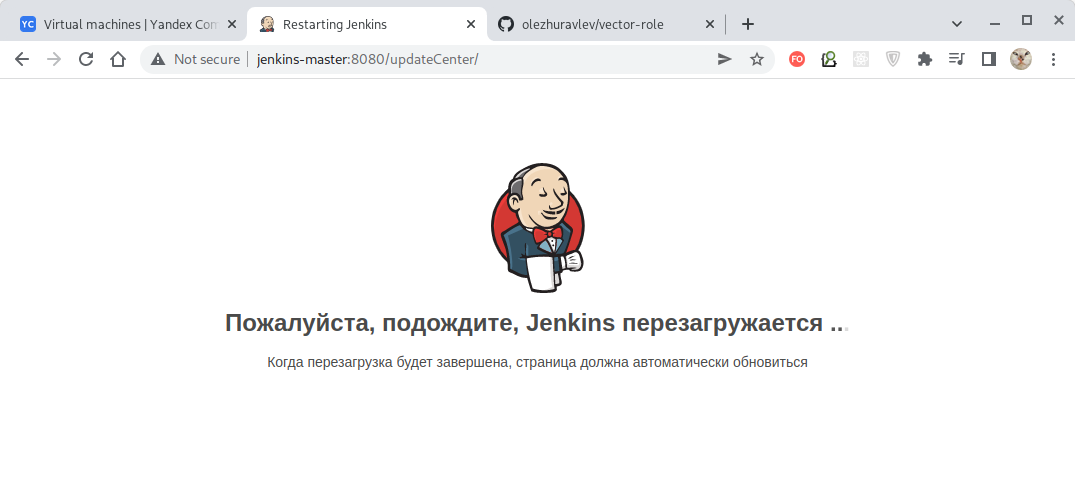 YC Virtual machines | Yandex Com
Restarting Jenkins
olezhuravlev/vector-role
Not secure
jenkins-master:8080/updateCenter/
FO
Пожалуйста, подождите, Jenkins перезагружается ...
Когда перезагрузка будет завершена, страница должна автоматически обновиться